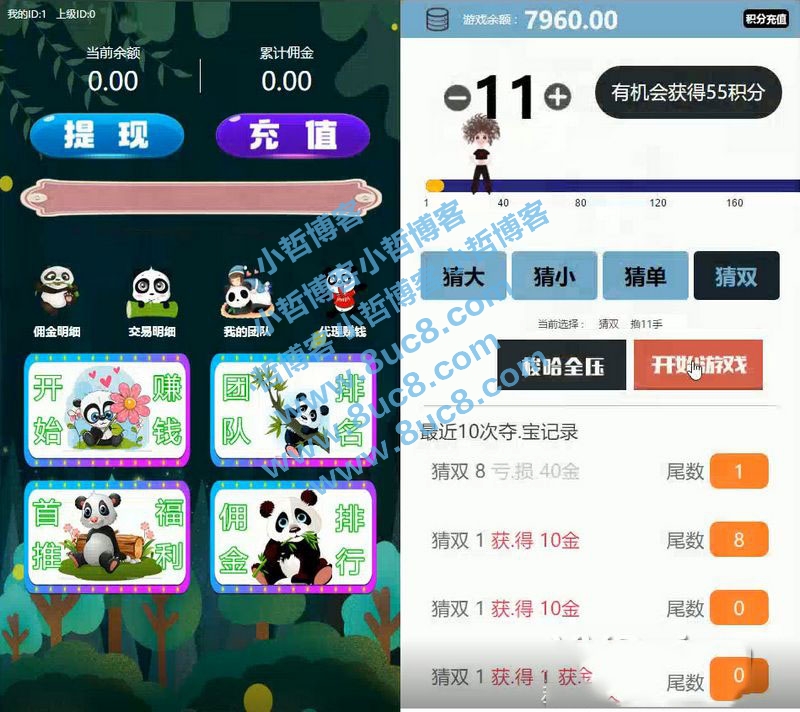 我的ID:1 上级ID:0
当前余额 累计佣金
0.00 0.00
提现 充值
佣金明细 交易明细 我的团队 代理赚钱
开始赚钱
团队排名
首推福利
佣金排行
游戏余额: 7960.00 积分充值
11
有机会获得55积分
1 40 80 120 160
猜大 猜小 猜单 猜双
当前选择: 猜双 撸11手
梭哈全压 开始游戏
最近10次夺.宝记录
猜双 8 亏.损 40金 尾数 1
猜双 1 获.得 10金 尾数 8
猜双 1 获.得 10金 尾数 0
猜双 1 获.得 1 获.金 尾数 0
小哲博客小哲博客
小哲博客小哲博客
www.8uc8.com
www.8uc8.com